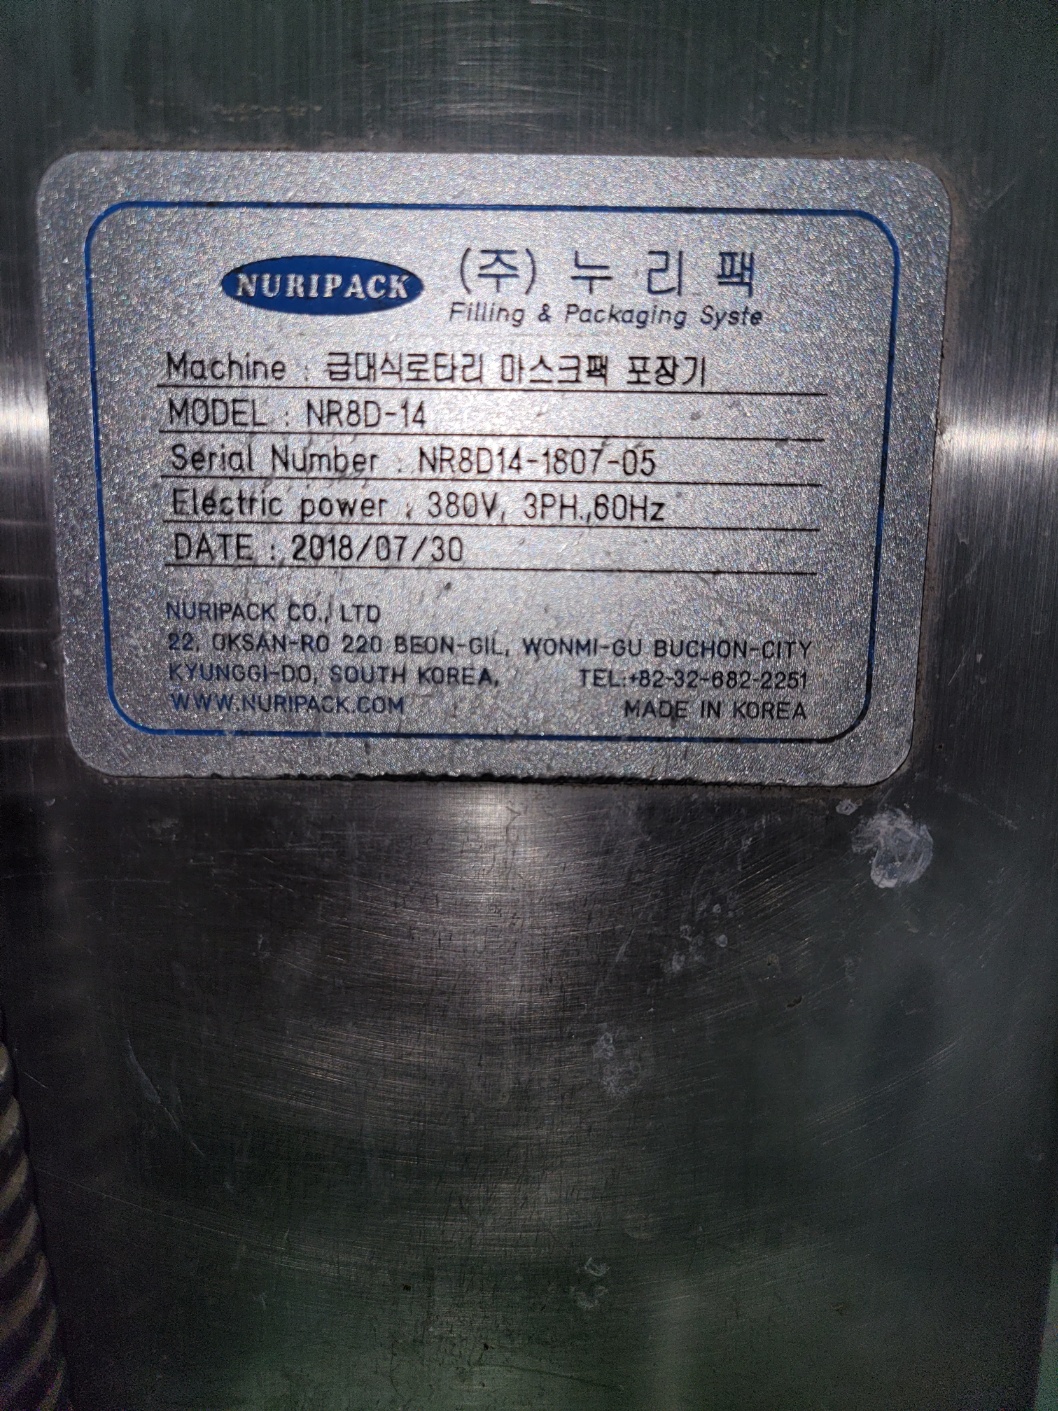 NURIPACK (주) 누리팩
Filling & Packaging Syste
Machine : 급대식로타리 마스크팩 포장기
MODEL : NR8D-14
Serial Number : NR8D14-1807-05
Electric power : 380V, 3PH.,60Hz
DATE : 2018/07/30
NURIPACK CO., LTD
22, OKSAN-RO 220 BEON-GIL, WONMI-GU BUCHON-CITY
KYUNGGI-DO, SOUTH KOREA, TEL:+82-32-682-2251
WWW.NURIPACK.COM MADE IN KOREA